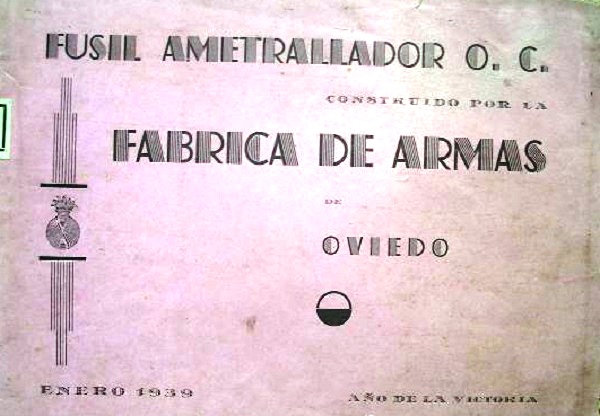 FUSIL AMETRALLADOR O. C.
CONSTRUIDO POR LA
FABRICA DE ARMAS
DE
OVIEDO
ENERO 1939
AÑO DE LA VICTORIA